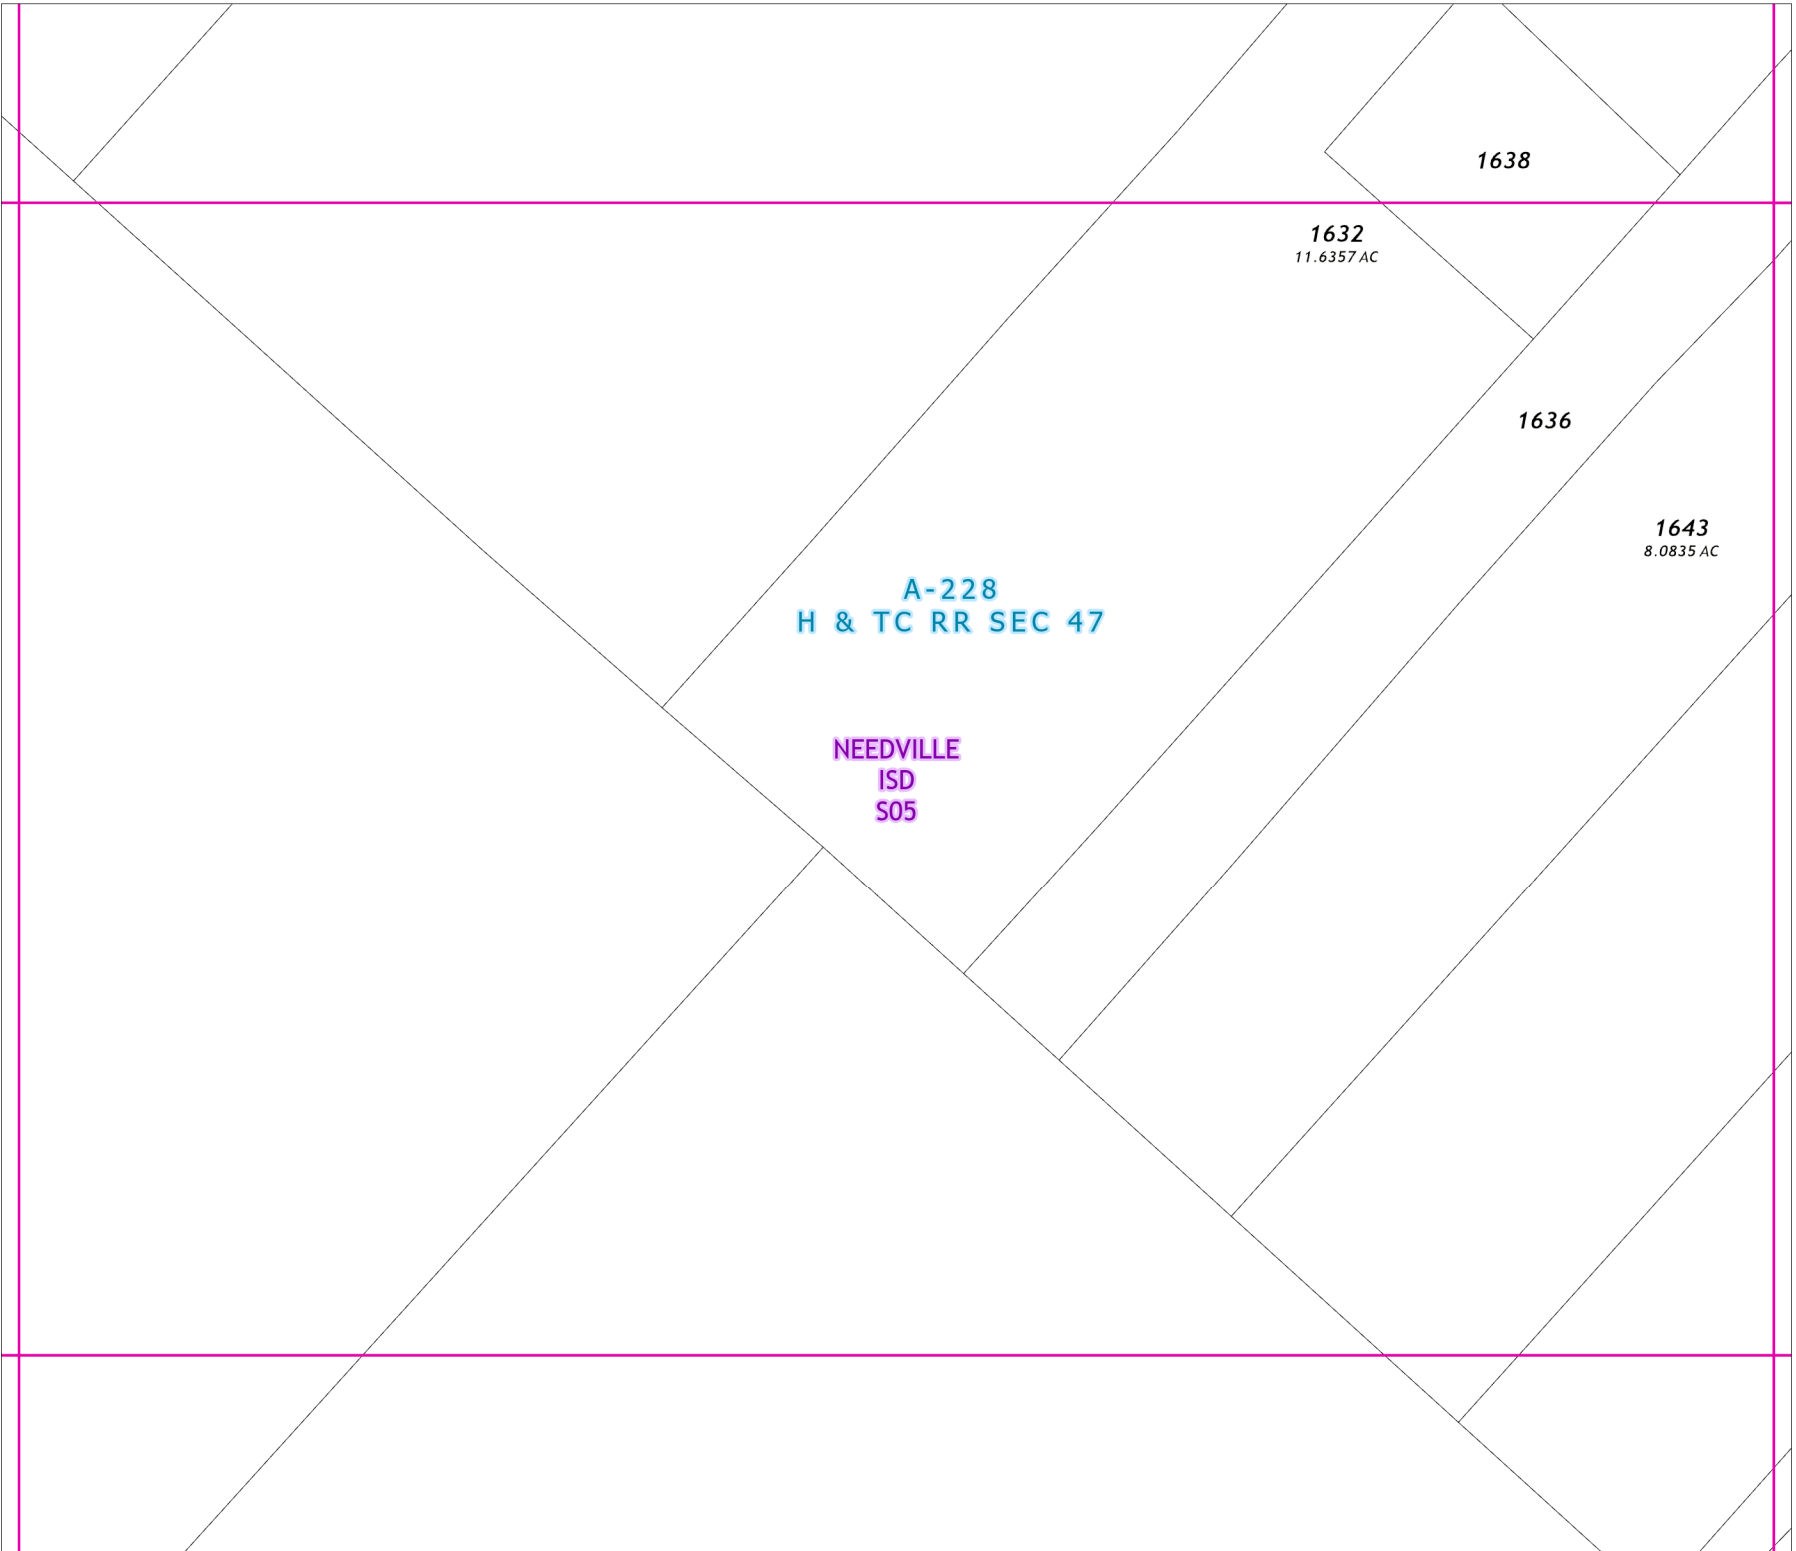 1638
1632
11.6357 AC
1636
1643
8.0835 AC
A-228
H & TC RR SEC 47
NEEDVILLE
ISD
S05